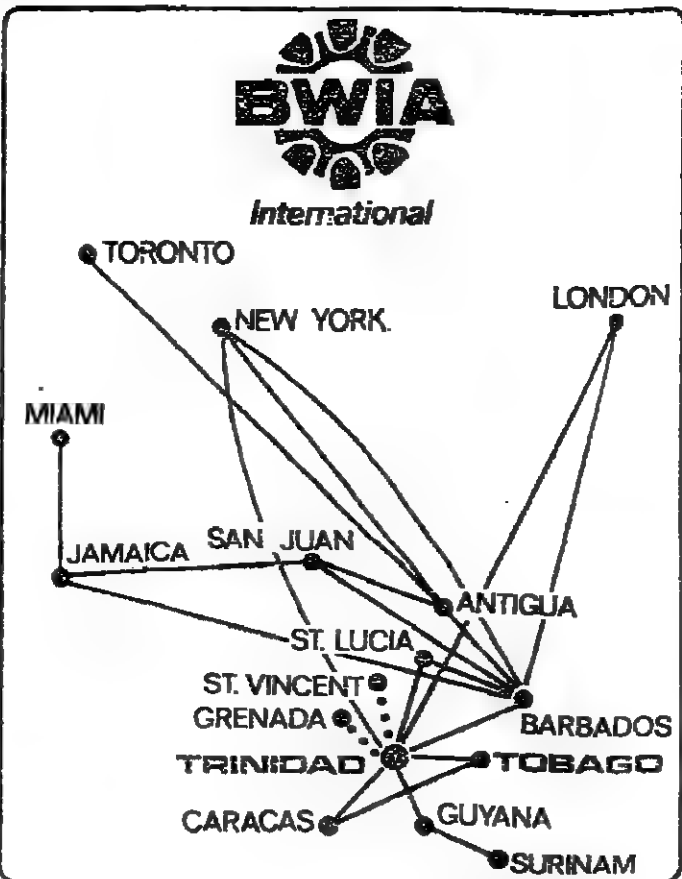 BWIA
International
TORONTO
NEW YORK.
LONDON
MIAMI
JAMAICA
SAN JUAN
ANTIGUA
ST. LUCIA
ST. VINCENT
GRENADA
BARBADOS
TRINIDAD
TOBAGO
CARACAS
GUYANA
SURINAM